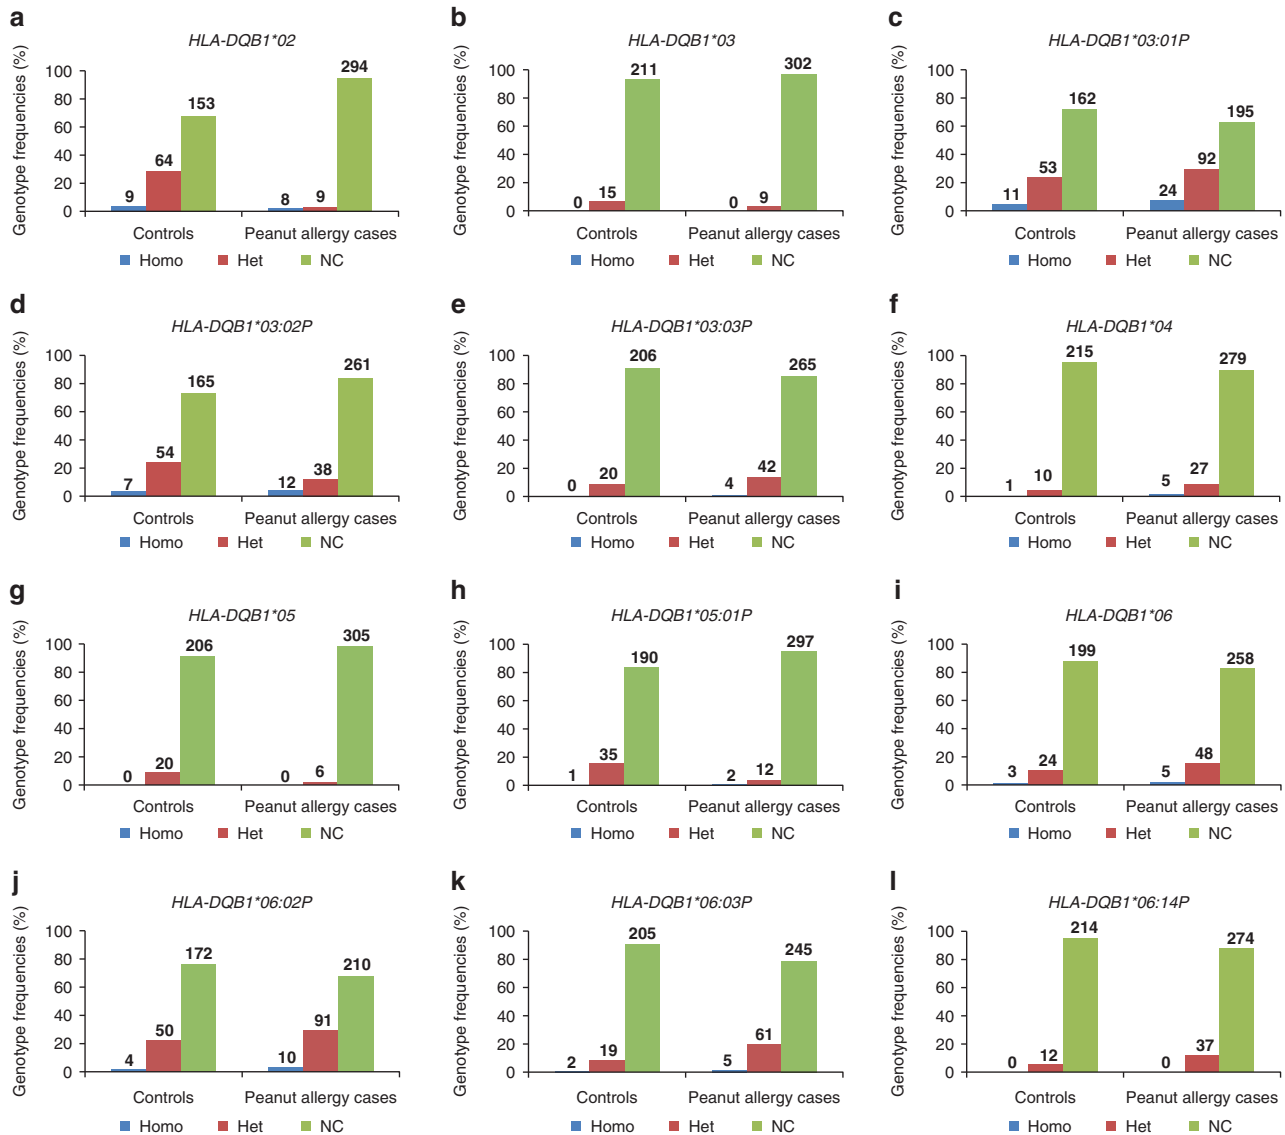 a
HLA-DQB1*02
Genotype frequencies (%)
100
80
60
40
20
0
9
64
153
8
9
294
Controls
Peanut allergy cases
Homo Het NC
b
HLA-DQB1*03
Genotype frequencies (%)
100
80
60
40
20
0
0
15
211
0
9
302
Controls
Peanut allergy cases
Homo Het NC
c
HLA-DQB1*03:01P
Genotype frequencies (%)
100
80
60
40
20
0
11
53
162
24
92
195
Controls
Peanut allergy cases
Homo Het NC
d
HLA-DQB1*03:02P
Genotype frequencies (%)
100
80
60
40
20
0
7
54
165
12
38
261
Controls
Peanut allergy cases
Homo Het NC
e
HLA-DQB1*03:03P
Genotype frequencies (%)
100
80
60
40
20
0
0
20
206
4
42
265
Controls
Peanut allergy cases
Homo Het NC
f
HLA-DQB1*04
Genotype frequencies (%)
100
80
60
40
20
0
1
10
215
5
27
279
Controls
Peanut allergy cases
Homo Het NC
g
HLA-DQB1*05
Genotype frequencies (%)
100
80
60
40
20
0
0
20
206
0
6
305
Controls
Peanut allergy cases
Homo Het NC
h
HLA-DQB1*05:01P
Genotype frequencies (%)
100
80
60
40
20
0
1
35
190
2
12
297
Controls
Peanut allergy cases
Homo Het NC
i
HLA-DQB1*06
Genotype frequencies (%)
100
80
60
40
20
0
3
24
199
5
48
258
Controls
Peanut allergy cases
Homo Het NC
j
HLA-DQB1*06:02P
Genotype frequencies (%)
100
80
60
40
20
0
4
50
172
10
91
210
Controls
Peanut allergy cases
Homo Het NC
k
HLA-DQB1*06:03P
Genotype frequencies (%)
100
80
60
40
20
0
2
19
205
5
61
245
Controls
Peanut allergy cases
Homo Het NC
l
HLA-DQB1*06:14P
Genotype frequencies (%)
100
80
60
40
20
0
0
12
214
0
37
274
Controls
Peanut allergy cases
Homo Het NC